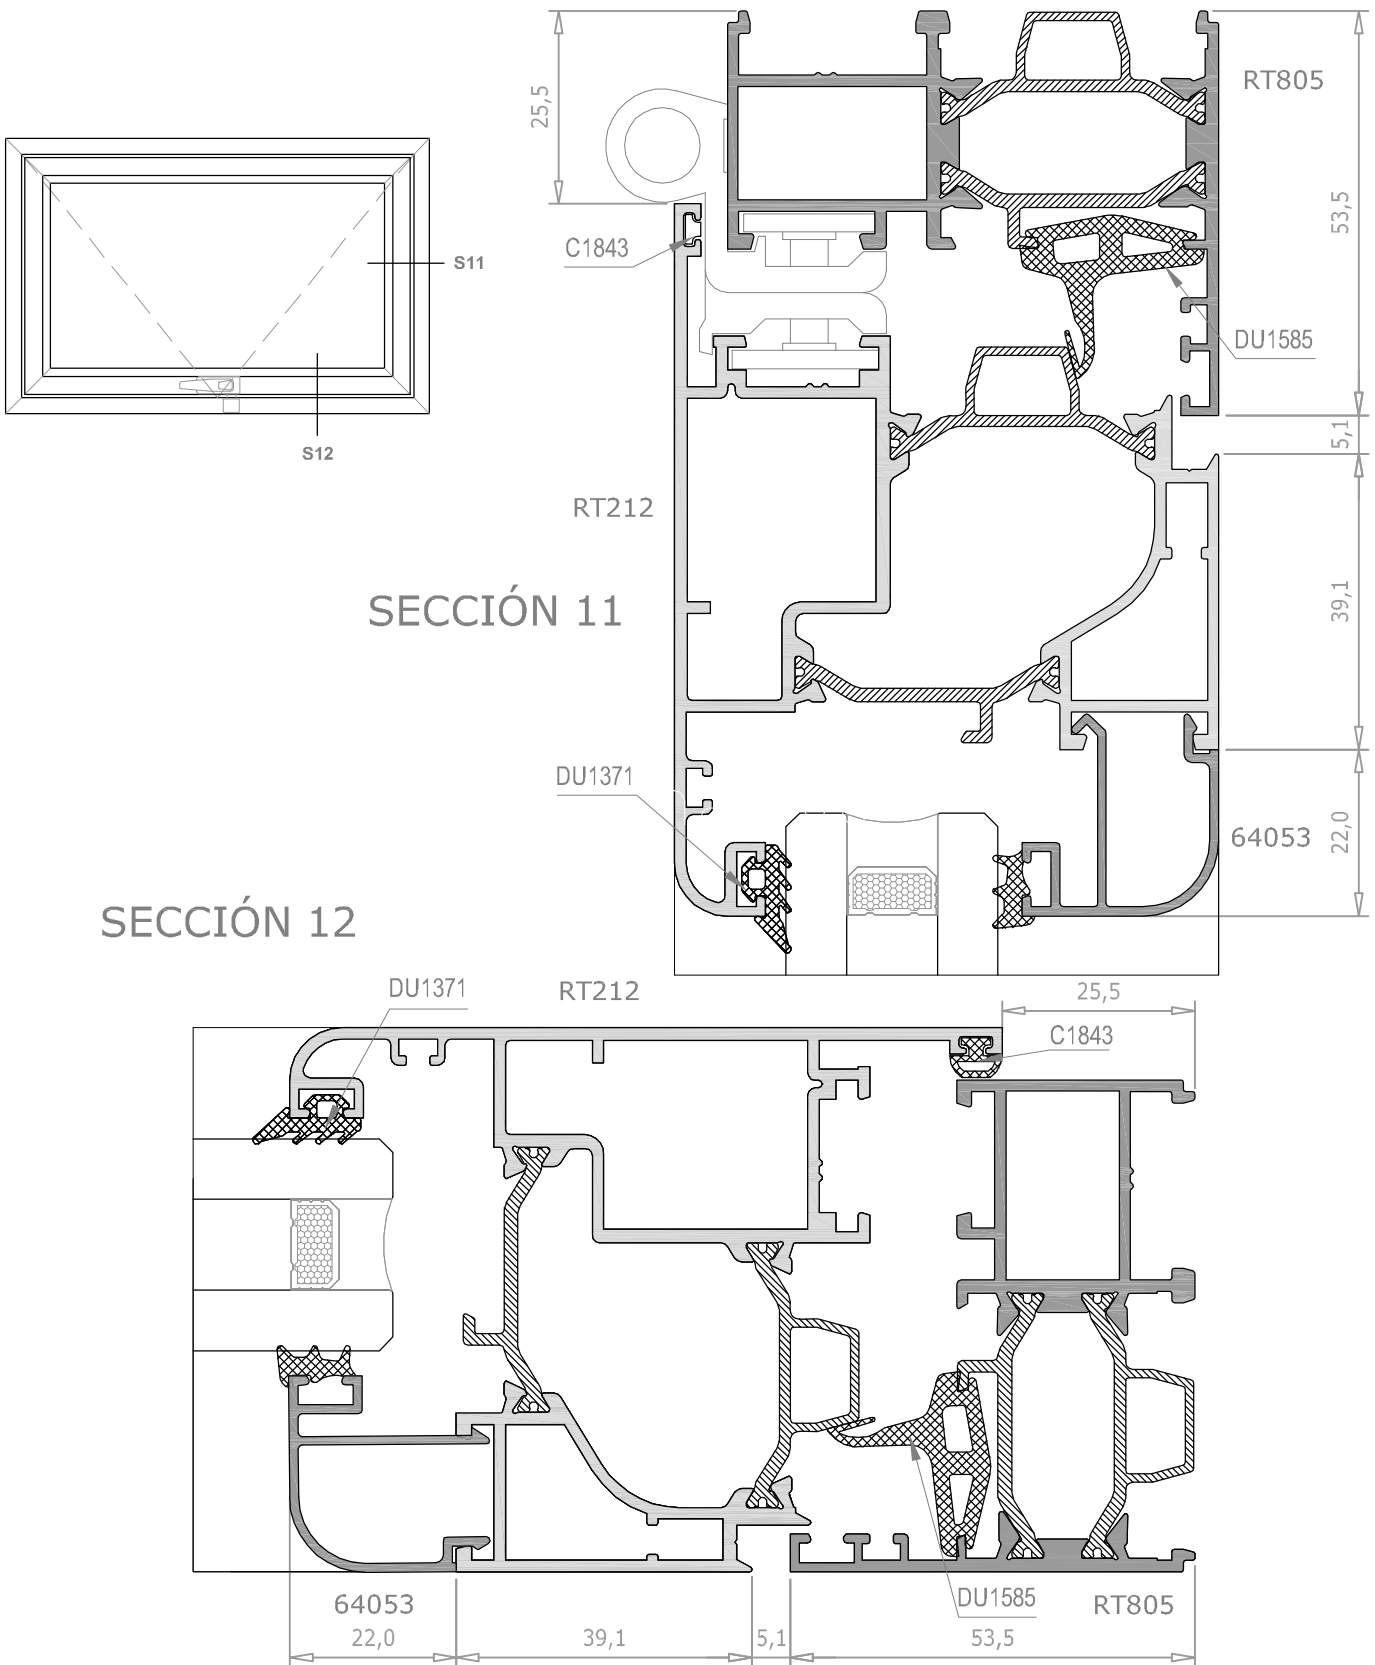 25,5
RT805
53,5
C1843
S11
DU1585
S12
5,1
RT212
39,1
SECCIÓN 11
DU1371
64053
22,0
SECCIÓN 12
DU1371
RT212
25,5
C1843
64053
DU1585
RT805
22,0
39,1
5,1
53,5